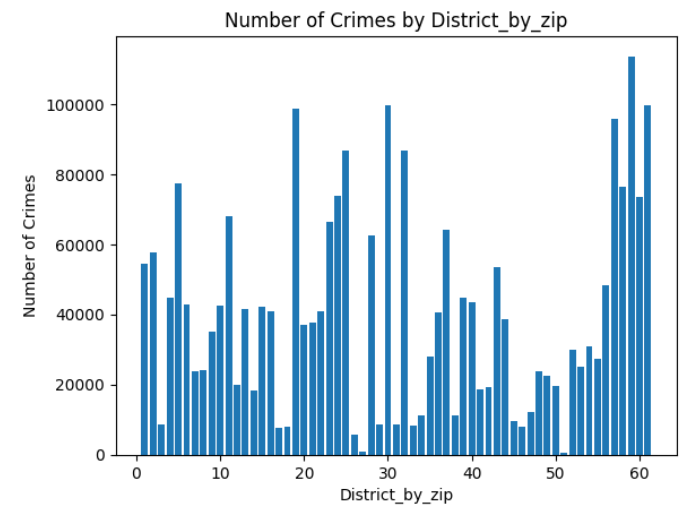 Number of Crimes by District_by_zip
Number of Crimes
100000
80000
60000
40000
20000
0
0 10 20 30 40 50 60
District_by_zip